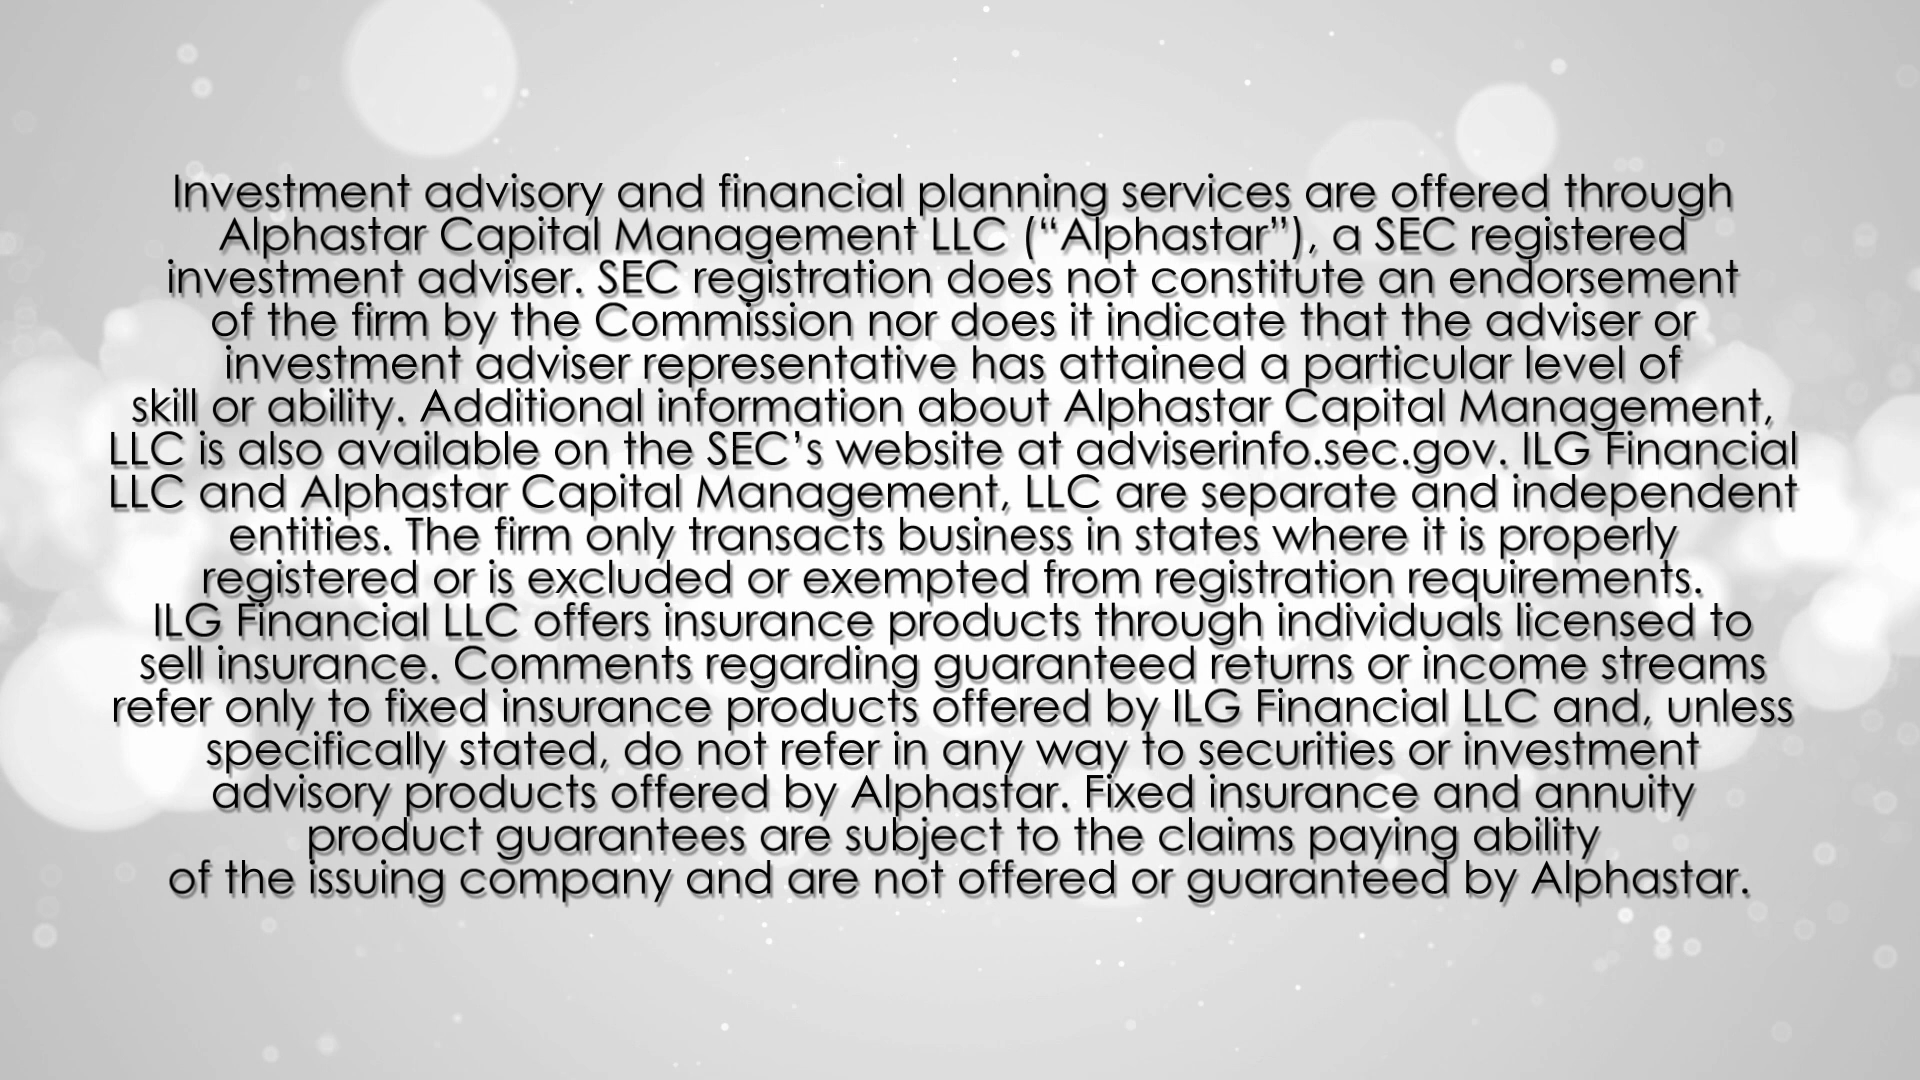 Investment advisory and financial planning services are offered through
Alphastar Capital Management LLC (“Alphastar”), a SEC registered
investment adviser. SEC registration does not constitute an endorsement
of the firm by the Commission nor does it indicate that the adviser or
investment adviser representative has attained a particular level of
skill or ability. Additional information about Alphastar Capital Management,
LLC is also available on the SEC’s website at adviserinfo.sec.gov. ILG Financial
LLC and Alphastar Capital Management, LLC are separate and independent
entities. The firm only transacts business in states where it is properly
registered or is excluded or exempted from registration requirements.
ILG Financial LLC offers insurance products through individuals licensed to
sell insurance. Comments regarding guaranteed returns or income streams
refer only to fixed insurance products offered by ILG Financial LLC and, unless
specifically stated, do not refer in any way to securities or investment
advisory products offered by Alphastar. Fixed insurance and annuity
product guarantees are subject to the claims paying ability
of the issuing company and are not offered or guaranteed by Alphastar.